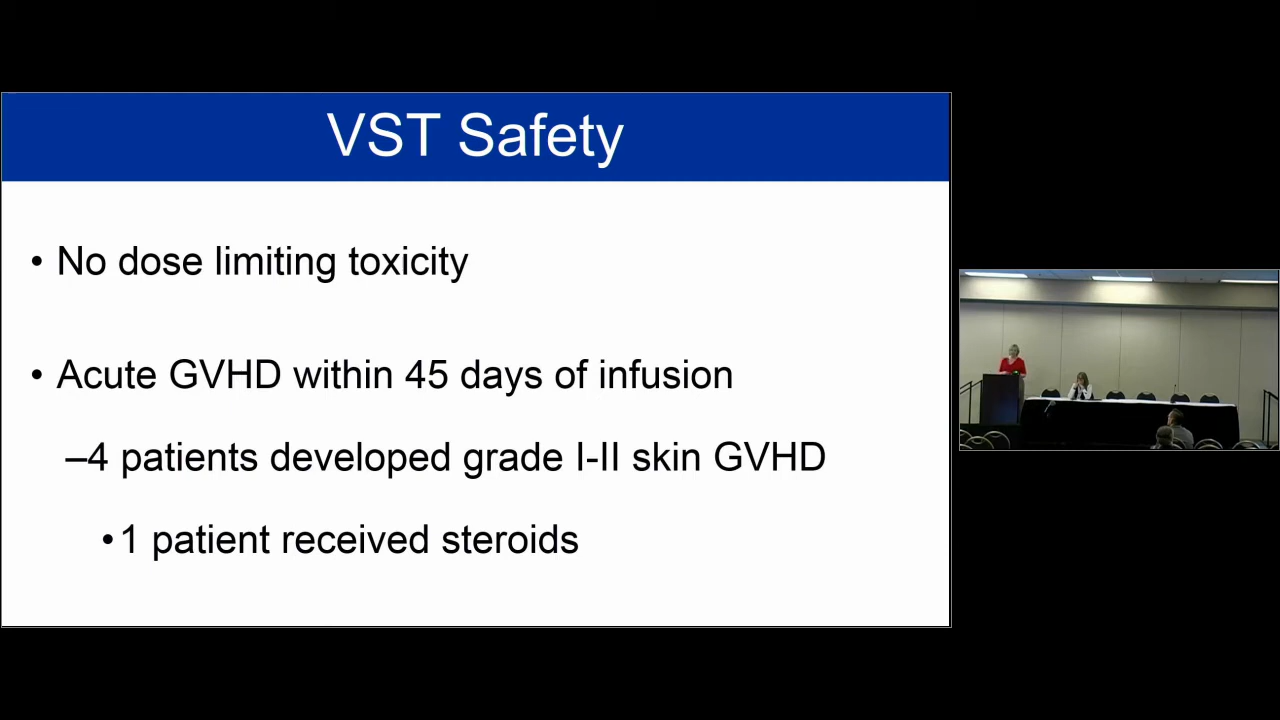 VST Safety
• No dose limiting toxicity
• Acute GVHD within 45 days of infusion
–4 patients developed grade I-II skin GVHD
•1 patient received steroids